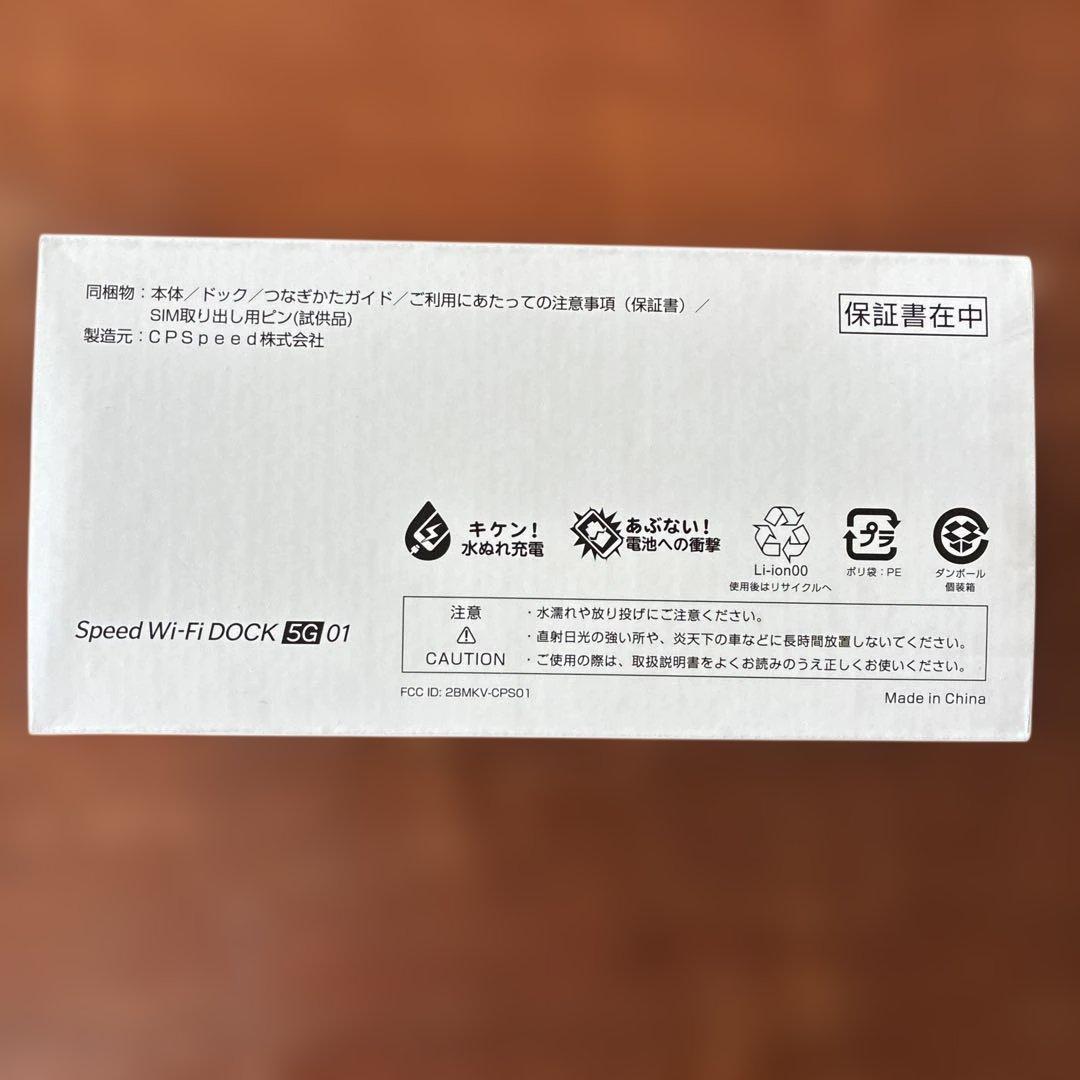 同梱物：本体／ドック／つなぎかたガイド／ご利用にあたっての注意事項（保証書）／
SIM取り出し用ピン(試供品)
製造元：ＣＰＳｐｅｅｄ株式会社
保証書在中
キケン！
水ぬれ充電
あぶない！
電池への衝撃
Li-ion00
使用後はリサイクルへ
プラ
ポリ袋：PE
ダンボール
個装箱
Speed Wi-Fi DOCK 5G 01
注意
CAUTION
・水濡れや放り投げにご注意ください。
・直射日光の強い所や、炎天下の車などに長時間放置しないでください。
・ご使用の際は、取扱説明書をよくお読みのうえ正しくお使いください。
FCC ID: 2BMKV-CPS01
Made in China